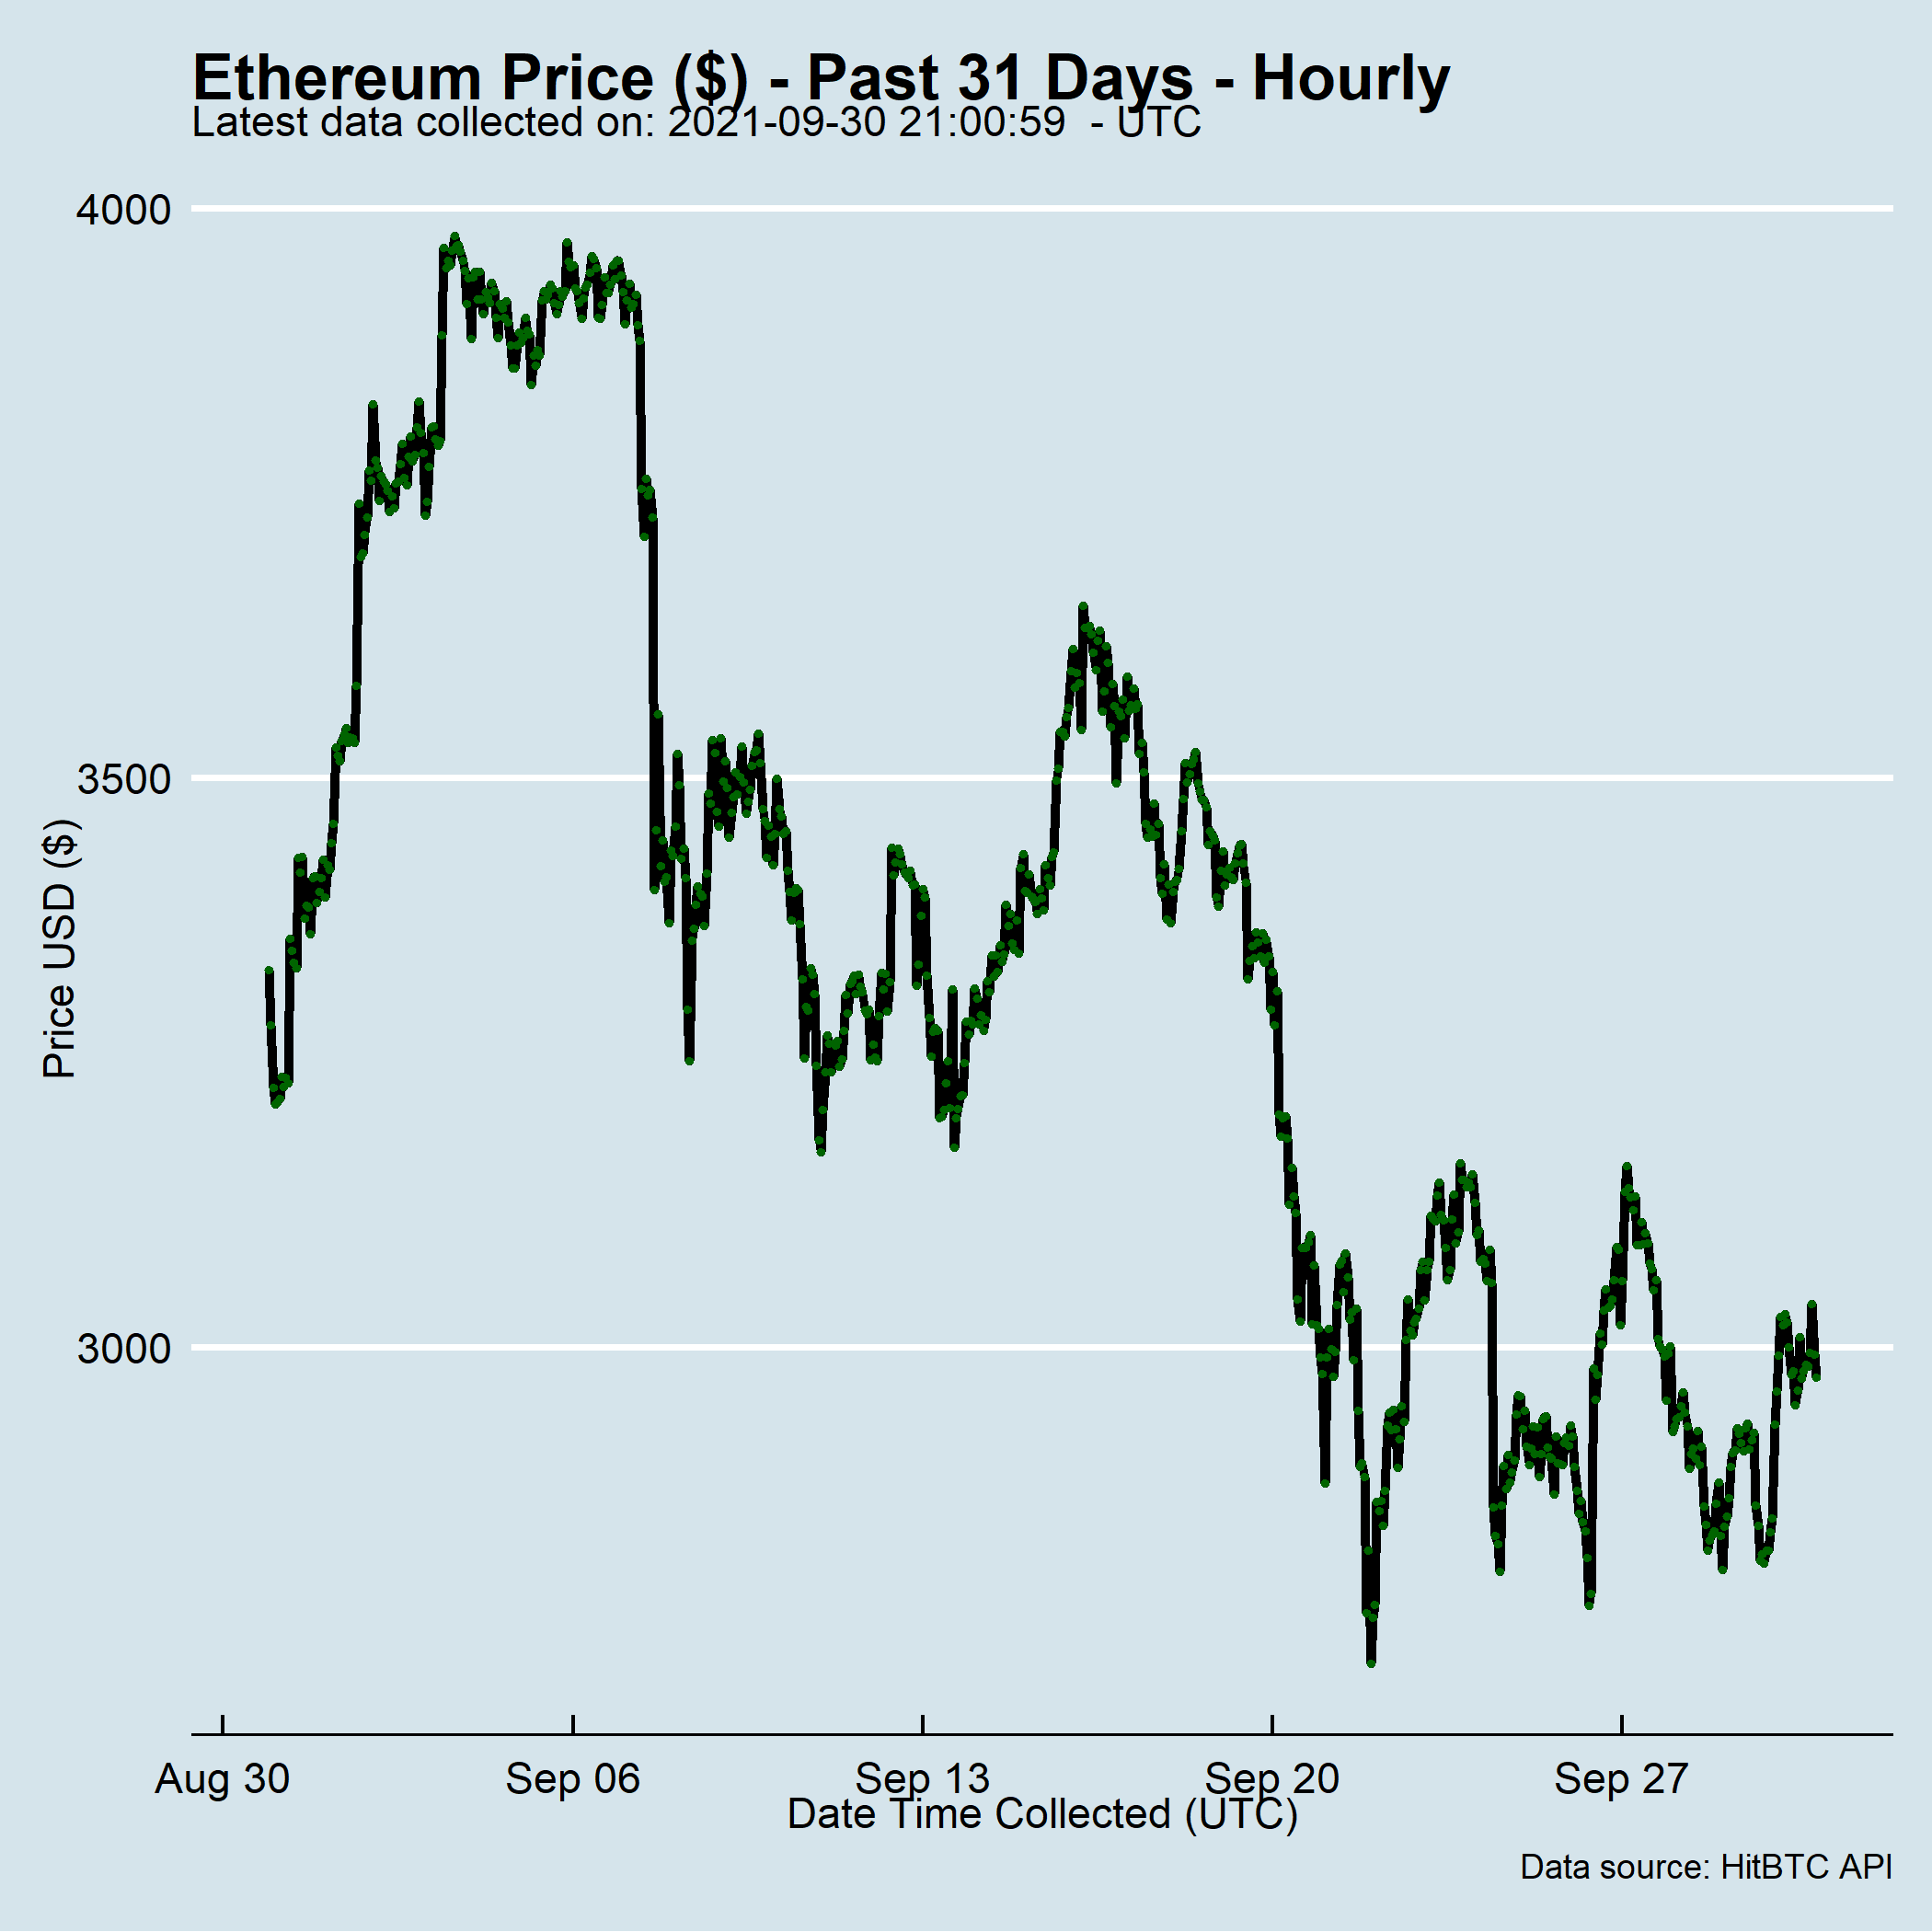 Ethereum Price ($) - Past 31 Days - Hourly
Latest data collected on: 2021-09-30 21:00:59  - UTC
4000
3500
3000
Price USD ($)
Aug 30
Sep 06
Sep 13
Sep 20
Sep 27
Date Time Collected (UTC)
Data source: HitBTC API